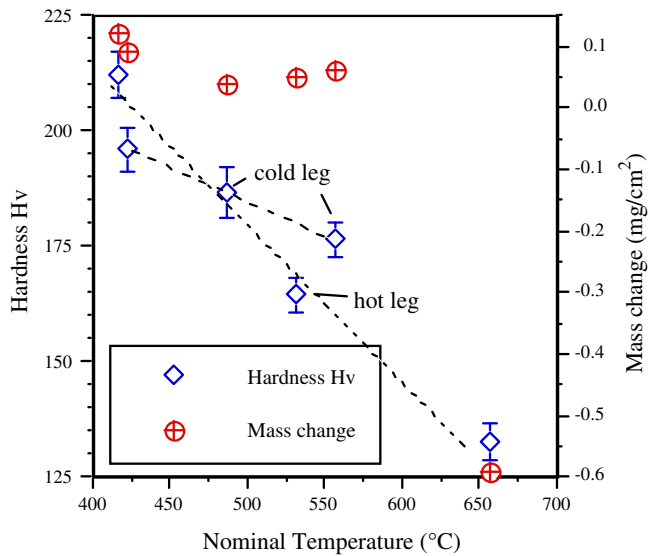 225
200
175
150
125
Hardness Hv
0.1
0.0
-0.1
-0.2
-0.3
-0.4
-0.5
-0.6
Mass change (mg/cm²)
cold leg
hot leg
Hardness Hv
Mass change
400
450
500
550
600
650
700
Nominal Temperature (°C)